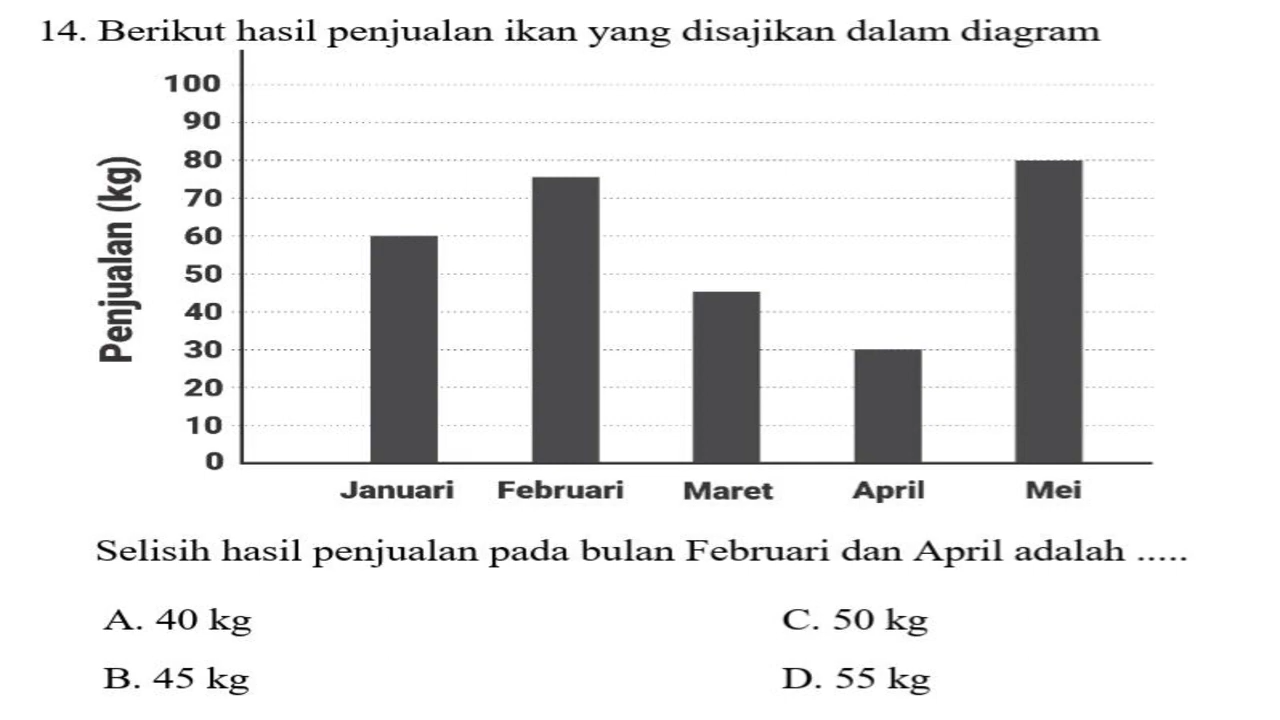 14. Berikut hasil penjualan ikan yang disajikan dalam diagram
Penjualan (kg)
100
90
80
70
60
50
40
30
20
10
0
Januari Februari Maret April Mei
Selisih hasil penjualan pada bulan Februari dan April adalah .....
A. 40 kg C. 50 kg
B. 45 kg D. 55 kg